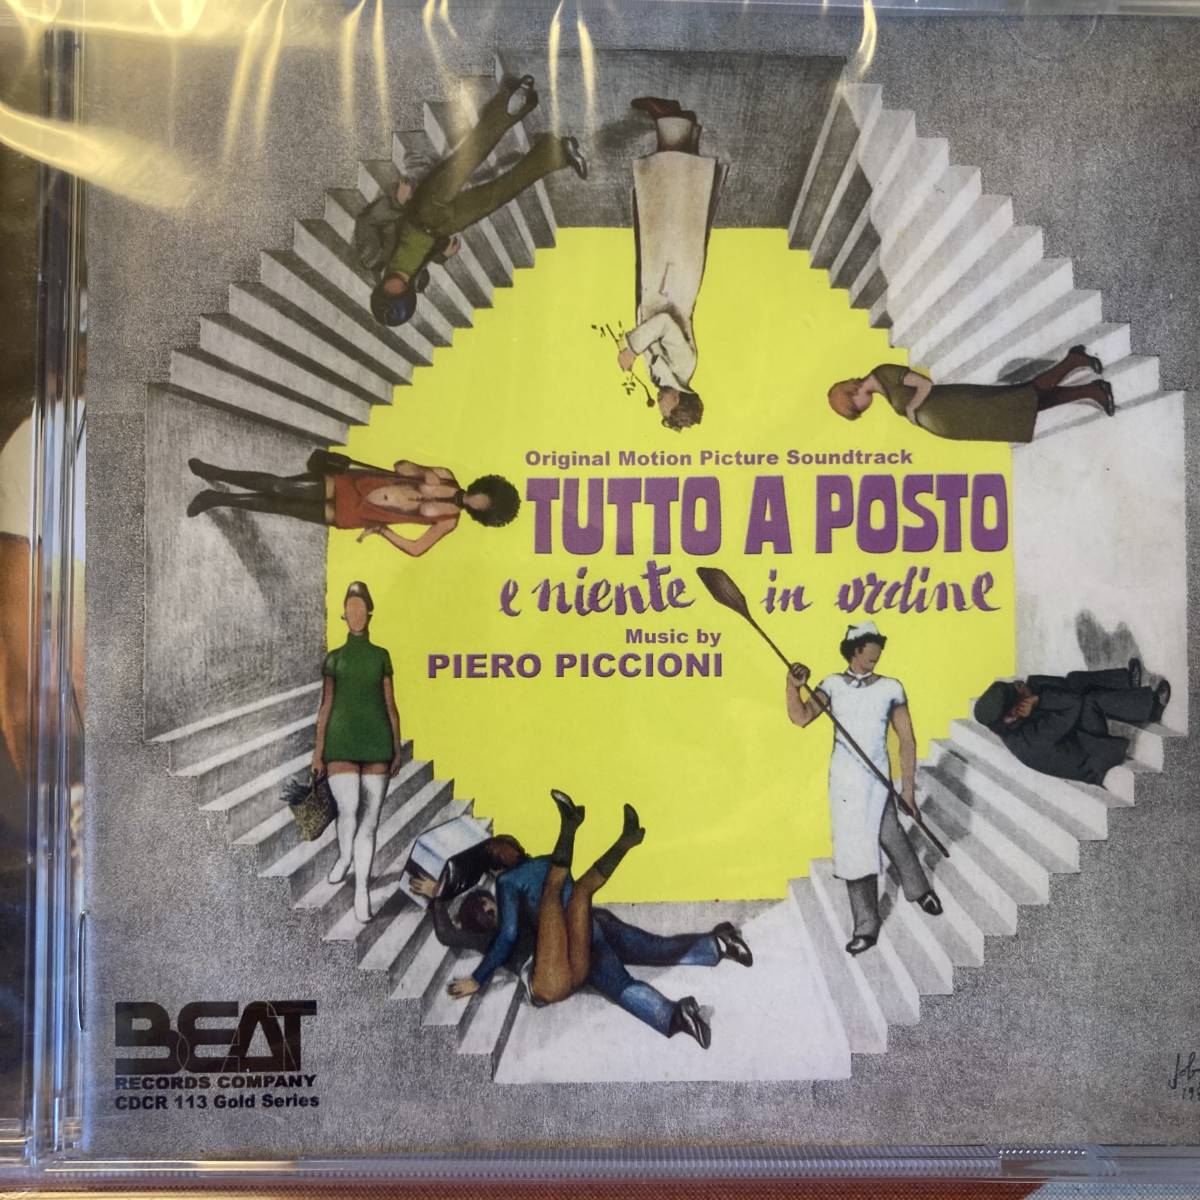 Original Motion Picture Soundtrack
TUTTO A POSTO
e niente in ordine
Music by
PIERO PICCIONI
BEAT
RECORDS COMPANY
CDCR 113 Gold Series